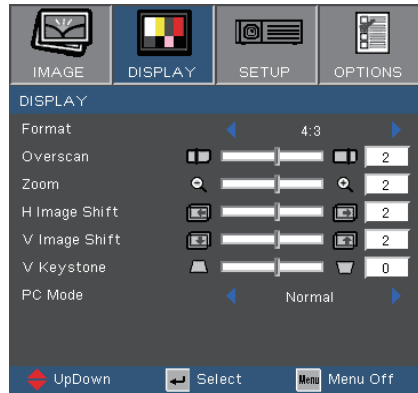 IMAGE DISPLAY SETUP OPTIONS
DISPLAY
Format 4:3
Overscan 2
Zoom 2
H Image Shift 2
V Image Shift 2
V Keystone 0
PC Mode Normal
UpDown Select Menu Menu Off